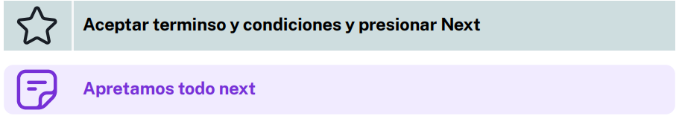 Aceptar terminso y condiciones y presionar Next
Apretamos todo next